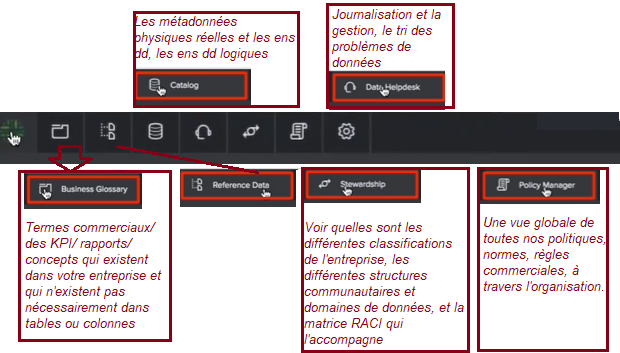 Les métadonnées
physiques réelles et les ens
dd, les ens dd logiques
Catalog
Journalisation et la
gestion, le tri des
problèmes de
données
Data Helpdesk
Business Glossary
Termes commerciaux/
des KPI/ rapports/
concepts qui existent
dans votre entreprise et
qui n'existent pas
nécessairement dans
tables ou colonnes
Reference Data
Stewardship
Voir quelles sont les
différentes classifications
de l'entreprise, les
différentes structures
communautaires et
domaines de données, et la
matrice RACI qui
l'accompagne
Policy Manager
Une vue globale de
toutes nos politiques,
normes, règles
commerciales, à
travers l'organisation.